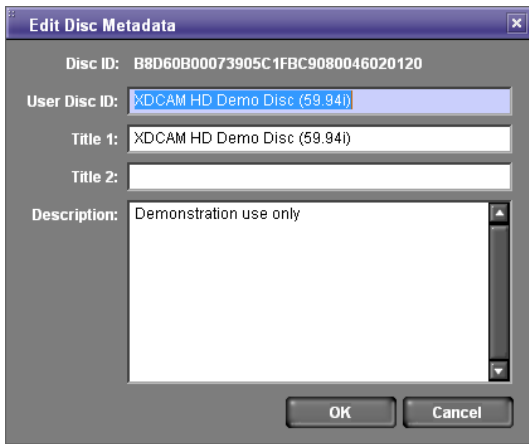 Edit Disc Metadata
Disc ID: B8D60B00073905C1FBC9080046020120
User Disc ID: XDCAM HD Demo Disc (59.94i)
Title 1: XDCAM HD Demo Disc (59.94i)
Title 2:
Description: Demonstration use only
OK Cancel